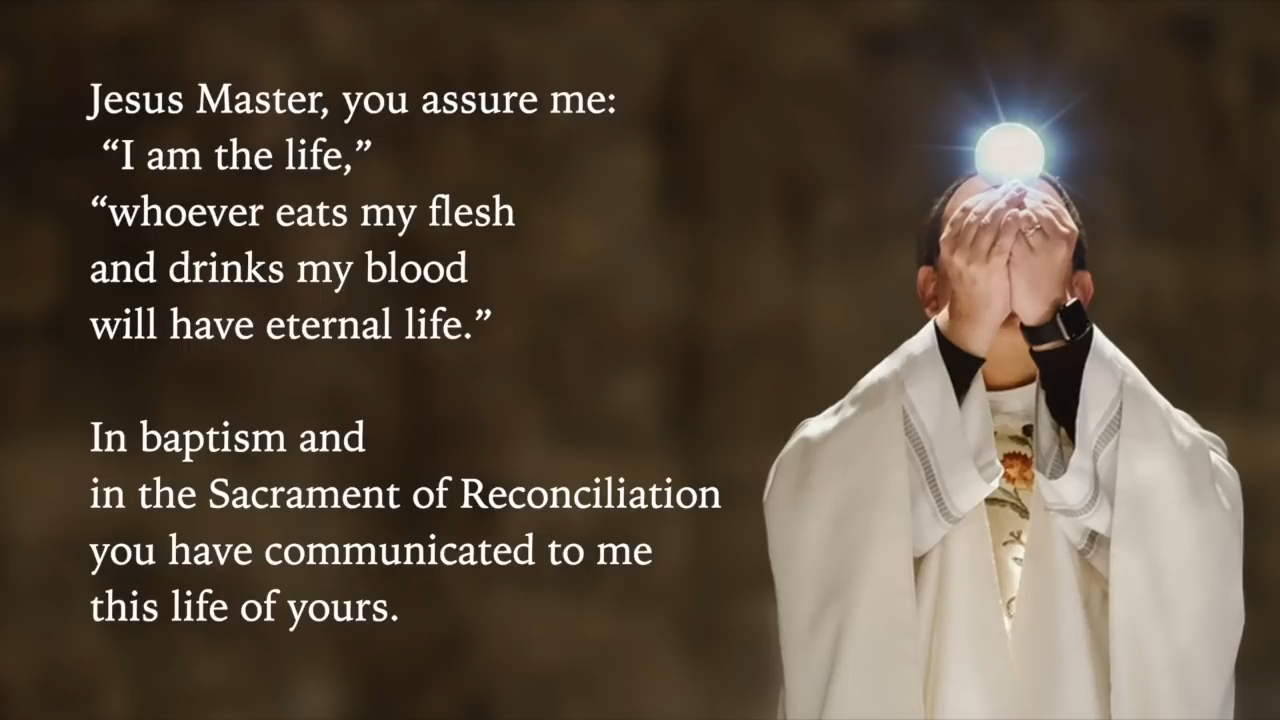 Jesus Master, you assure me:
“I am the life,”
“whoever eats my flesh
and drinks my blood
will have eternal life.”
In baptism and
in the Sacrament of Reconciliation
you have communicated to me
this life of yours.